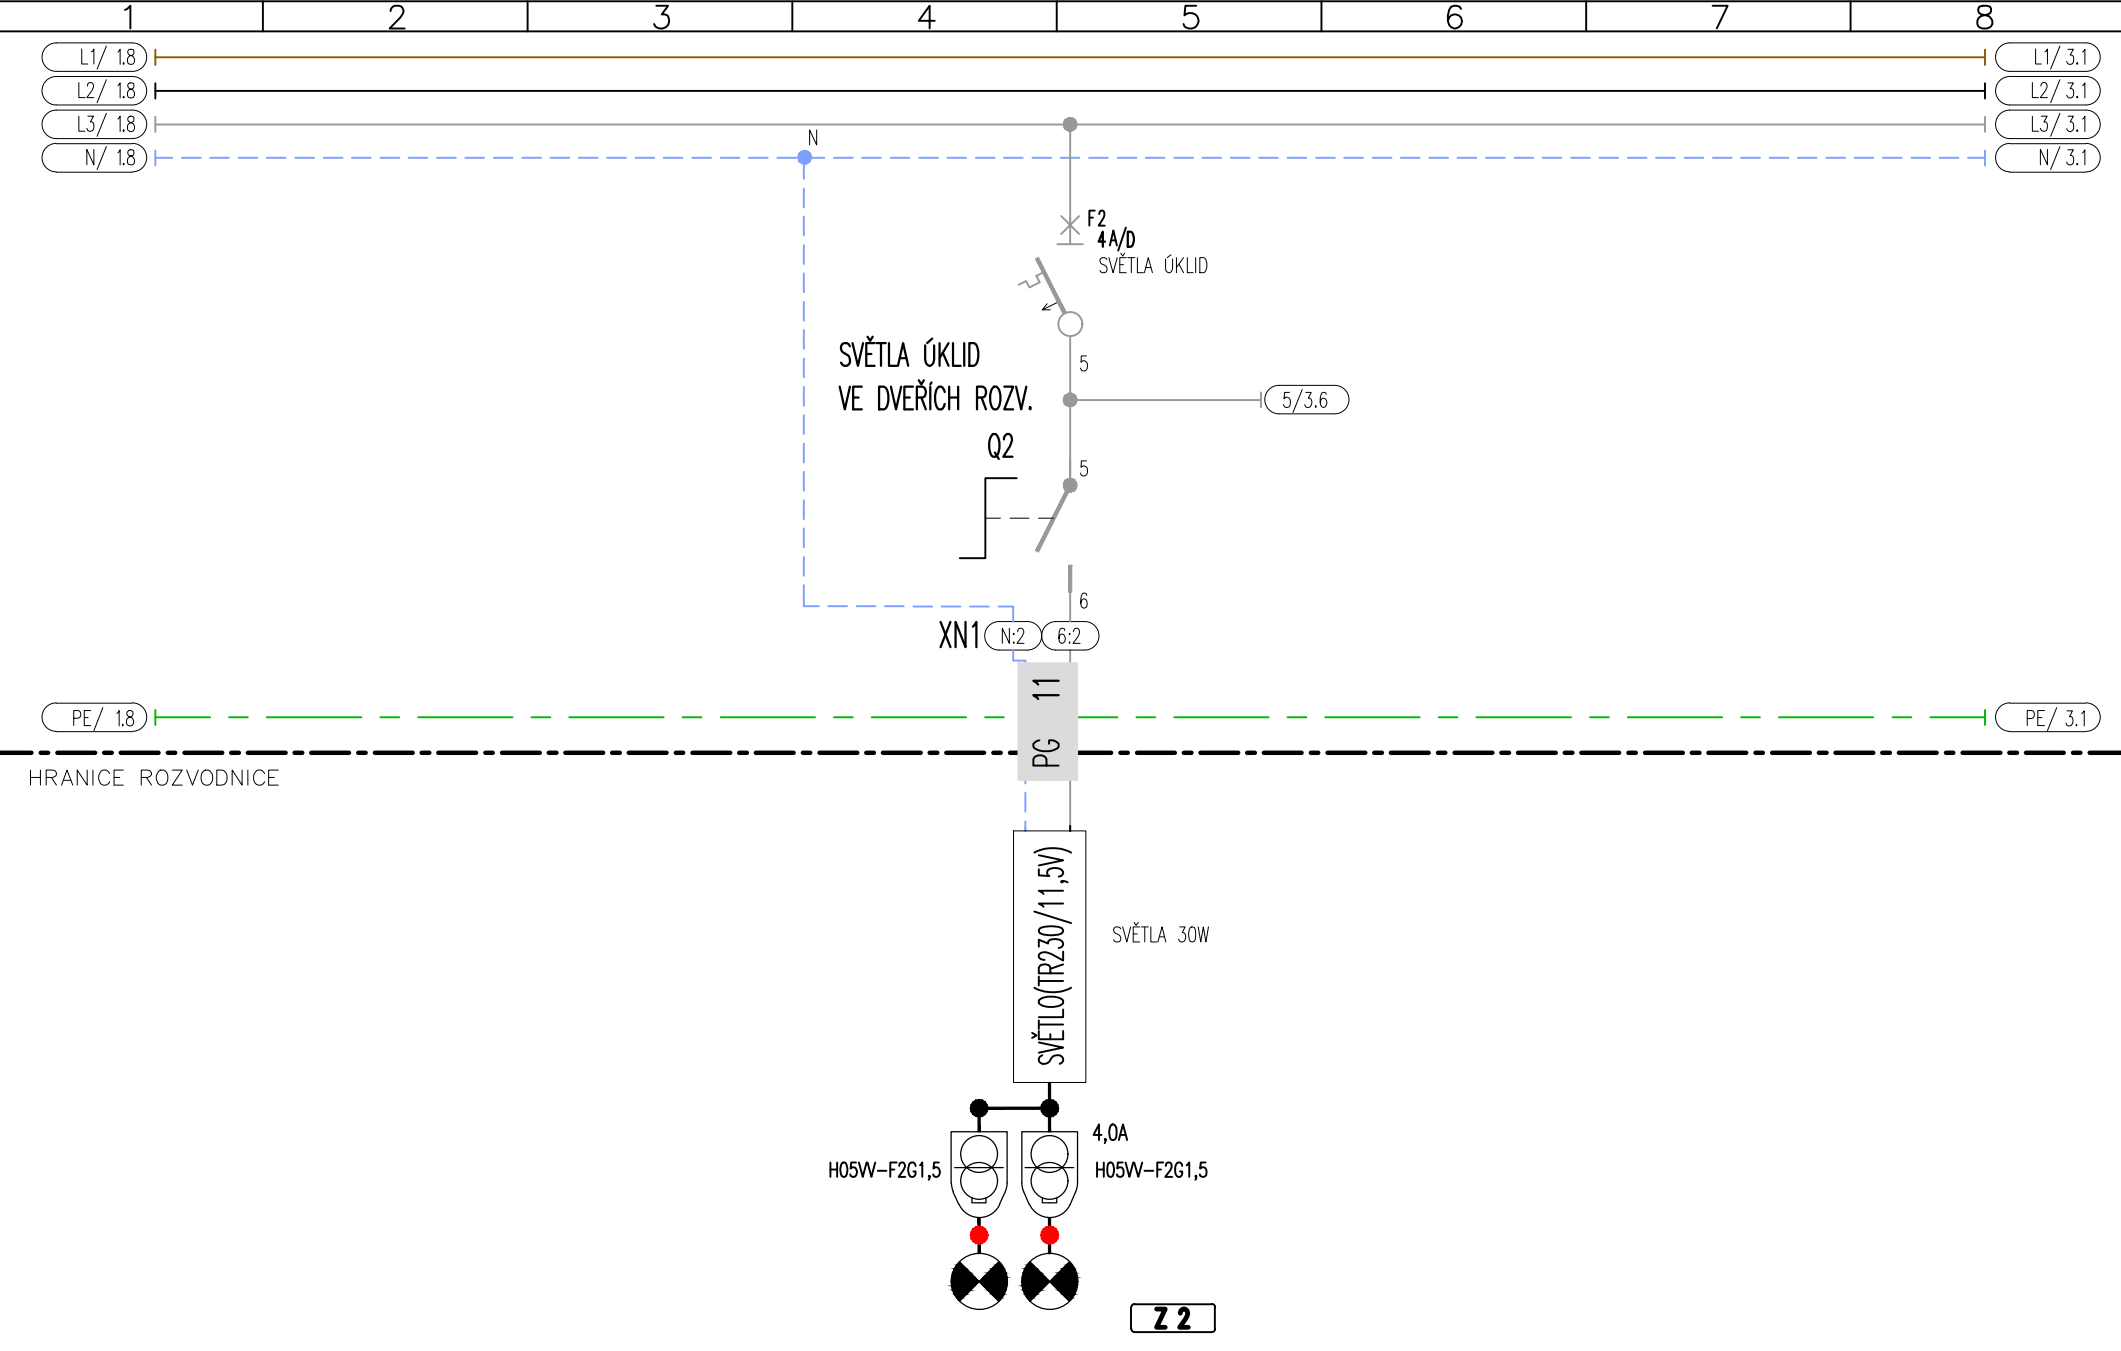 1 2 3 4 5 6 7 8
L1/ 1.8 L1/ 3.1
L2/ 1.8 L2/ 3.1
L3/ 1.8 L3/ 3.1
N/ 1.8 N/ 3.1
N
F2
4A/D
SVĚTLA ÚKLID
SVĚTLA ÚKLID
VE DVEŘÍCH ROZV.
5
5/3.6
Q2
5
6
XN1 N:2 6:2
PG 11
PE/ 1.8 PE/ 3.1
HRANICE ROZVODNICE
SVĚTLO(TR230/11,5V)
SVĚTLA 30W
4,0A
H05VV-F2G1,5 H05VV-F2G1,5
Z 2